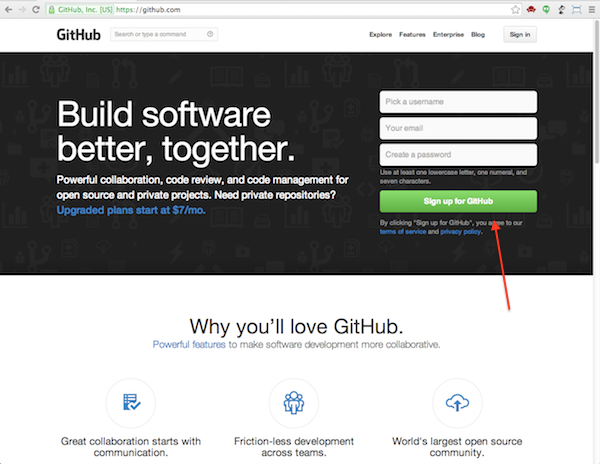 GitHub, Inc. [US] https://github.com
GitHub Search or type a command Explore Features Enterprise Blog Sign in
Build software
better, together.
Powerful collaboration, code review, and code management for
open source and private projects. Need private repositories?
Upgraded plans start at $7/mo.
Pick a username
Your email
Create a password
Use at least one lowercase letter, one numeral, and
seven characters.
Sign up for GitHub
By clicking "Sign up for GitHub", you agree to our
terms of service and privacy policy.
Why you'll love GitHub.
Powerful features to make software development more collaborative.
Great collaboration starts with
communication.
Friction-less development
across teams.
World's largest open source
community.